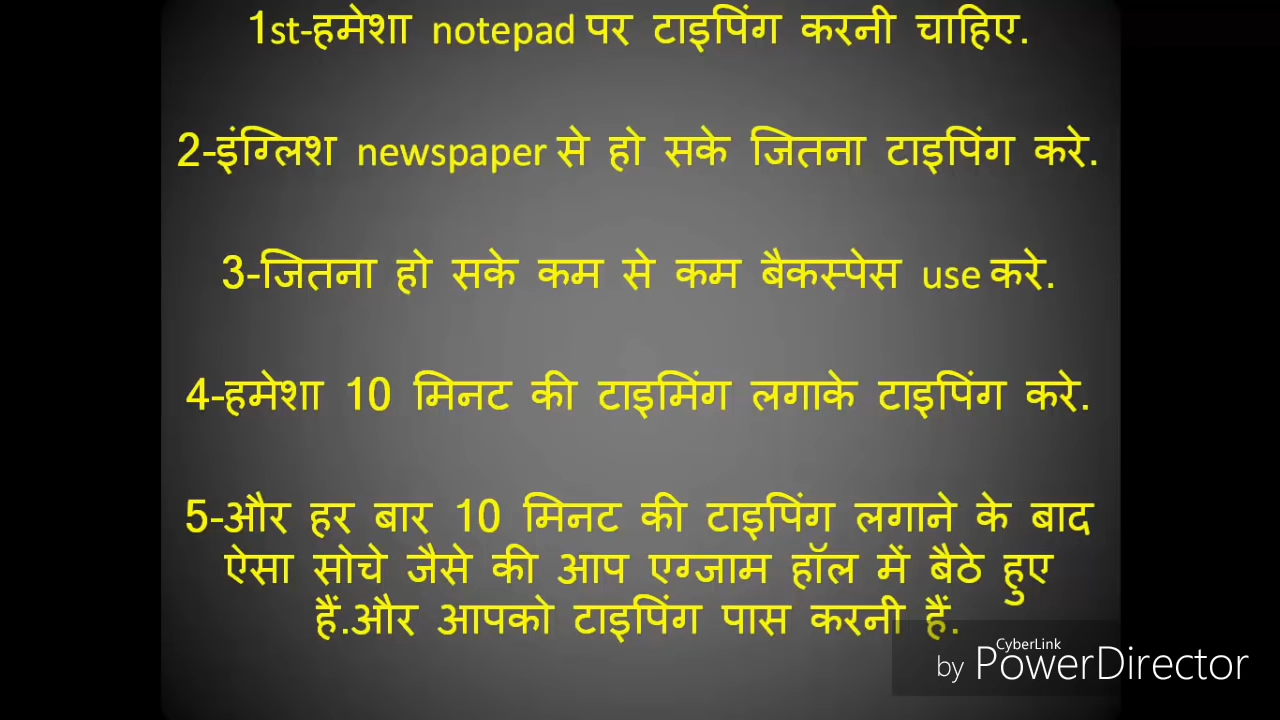 1st-हमेशा notepad पर टाइपिंग करनी चाहिए.
2-इंग्लिश newspaper से हो सके जितना टाइपिंग करे.
3-जितना हो सके कम से कम बैकस्पेस use करे.
4-हमेशा 10 मिनट की टाइमिंग लगाके टाइपिंग करे.
5-और हर बार 10 मिनट की टाइपिंग लगाने के बाद
ऐसा सोचे जैसे की आप एग्जाम हॉल में बैठे हुए
हैं.और आपको टाइपिंग पास करनी हैं.
CyberLink
by PowerDirector